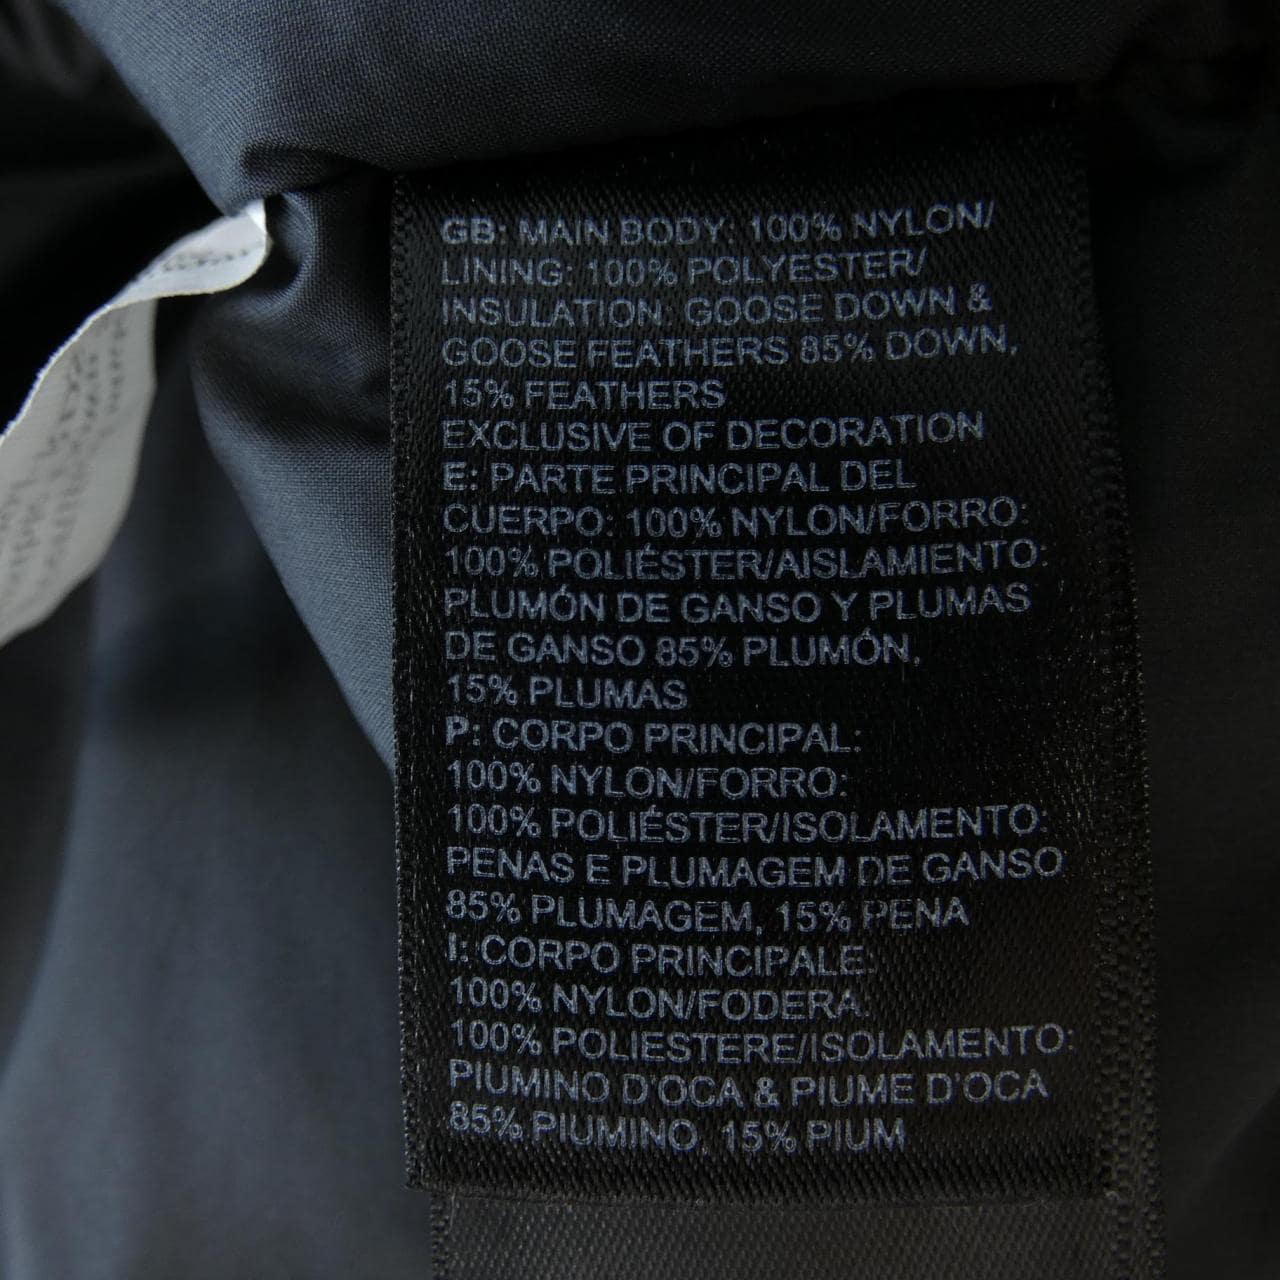 GB: MAIN BODY: 100% NYLON/
LINING: 100% POLYESTER/
INSULATION: GOOSE DOWN &
GOOSE FEATHERS 85% DOWN,
15% FEATHERS
EXCLUSIVE OF DECORATION
E: PARTE PRINCIPAL DEL
CUERPO: 100% NYLON/FORRO:
100% POLIÉSTER/AISLAMIENTO:
PLUMÓN DE GANSO Y PLUMAS
DE GANSO 85% PLUMÓN,
15% PLUMAS
P: CORPO PRINCIPAL:
100% NYLON/FORRO:
100% POLIÉSTER/ISOLAMENTO:
PENAS E PLUMAGEM DE GANSO
85% PLUMAGEM, 15% PENA
I: CORPO PRINCIPALE:
100% NYLON/FODERA:
100% POLIESTERE/ISOLAMENTO:
PIUMINO D'OCA & PIUME D'OCA
85% PIUMINO, 15% PIUM